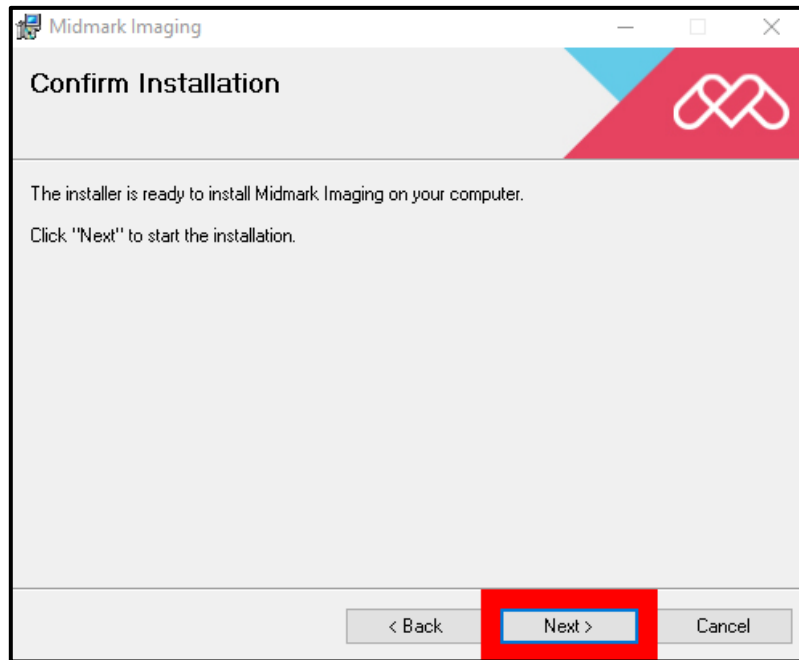 Midmark Imaging
Confirm Installation
The installer is ready to install Midmark Imaging on your computer.
Click "Next" to start the installation.
< Back
Next >
Cancel